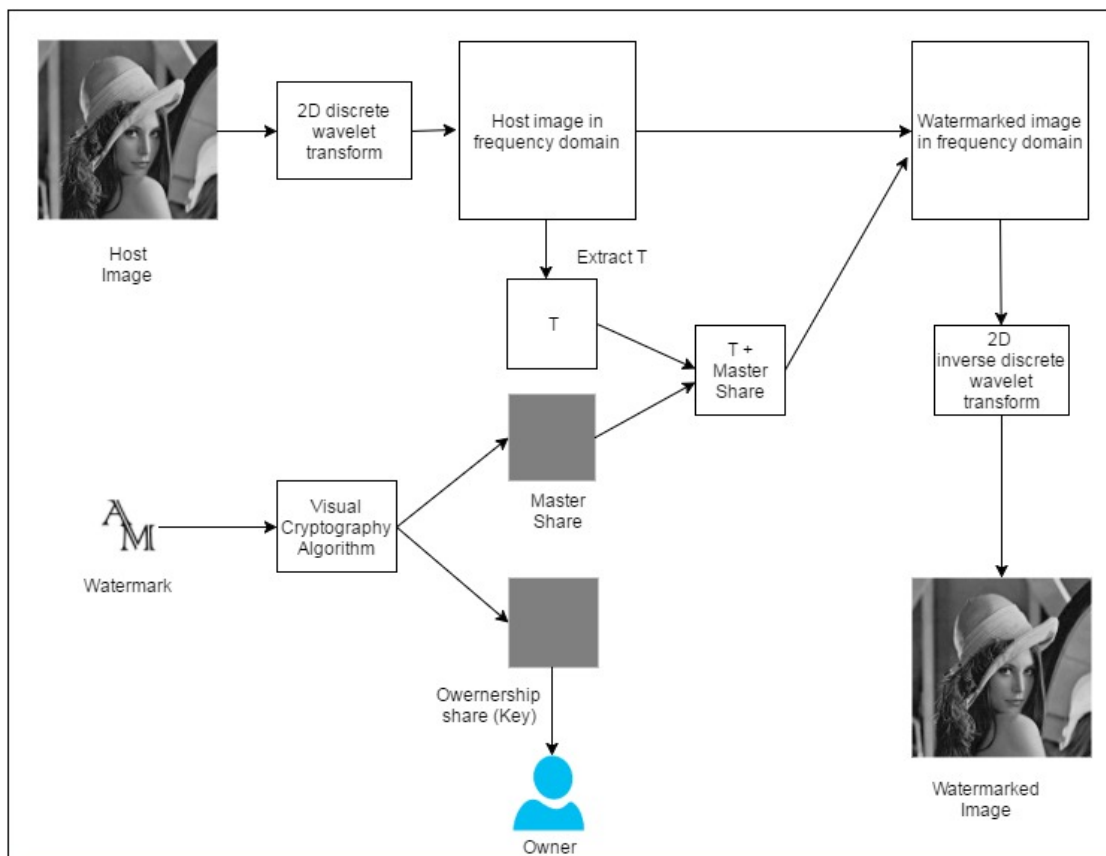 2D discrete
wavelet
transform
Host image in
frequency domain
Watermarked image
in frequency domain
Host
Image
Extract T
T
T +
Master
Share
2D
inverse discrete
wavelet
transform
Master
Share
AM
Watermark
Visual
Cryptography
Algorithm
Owernership
share (Key)
Owner
Watermarked
Image